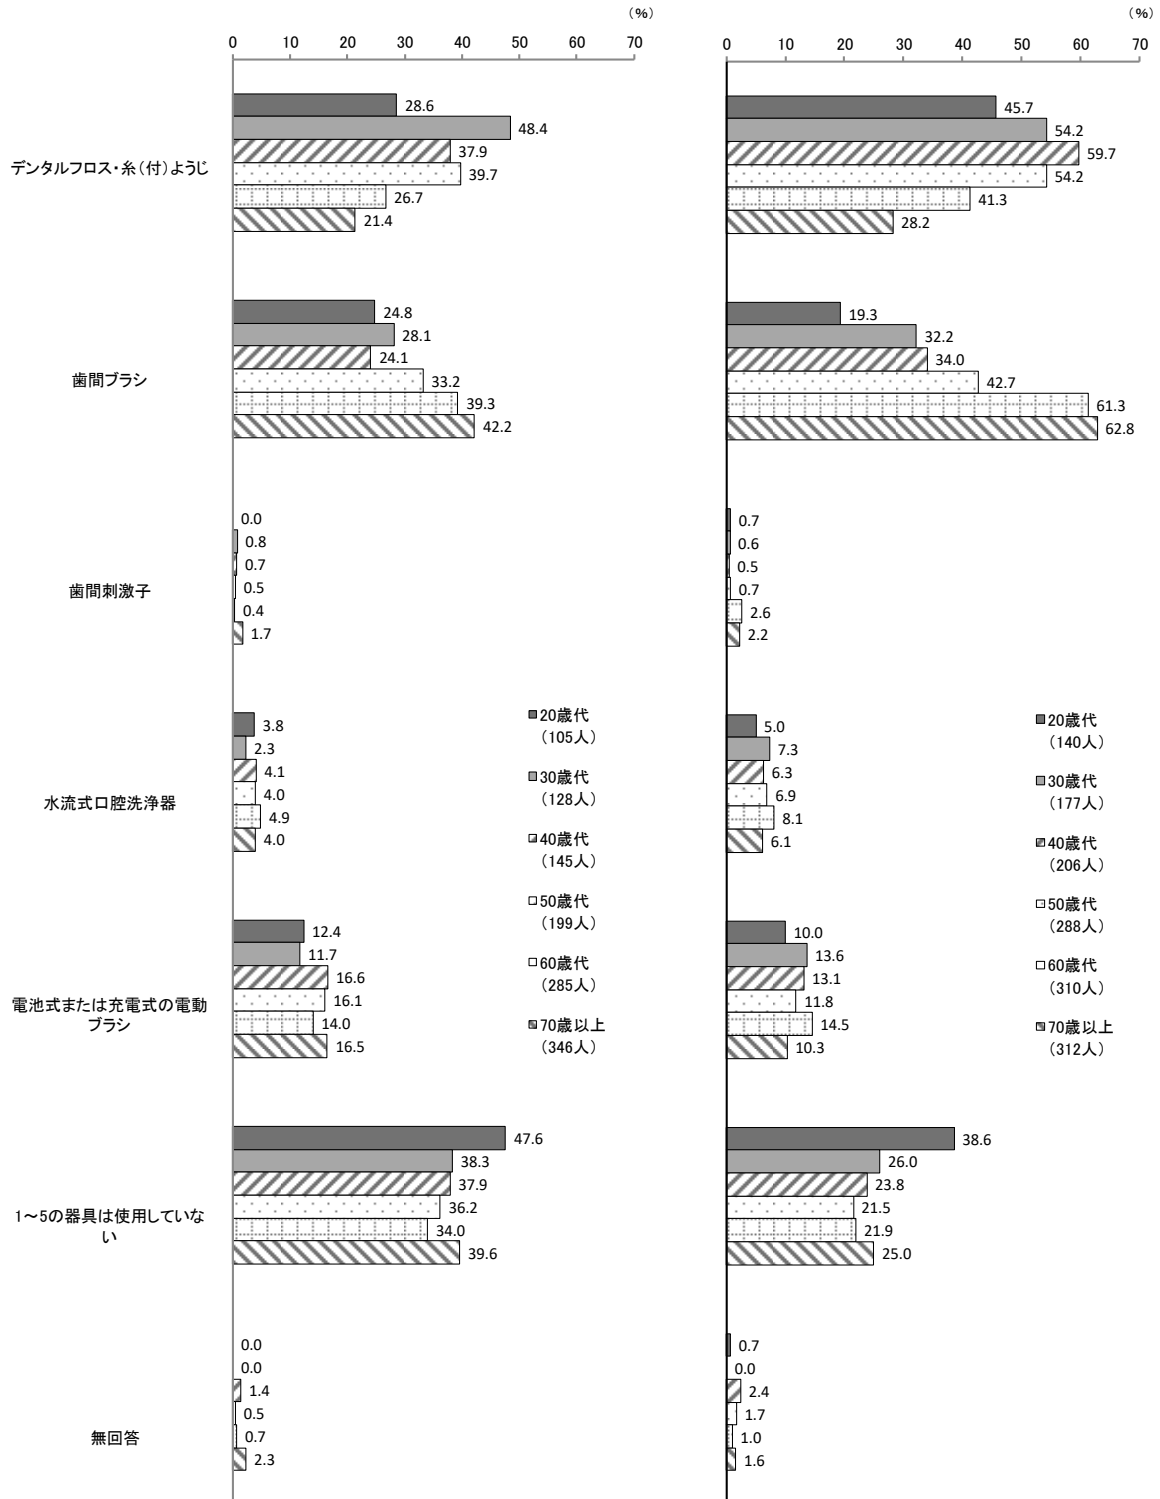 (%)
(%)
0 10 20 30 40 50 60 70
0 10 20 30 40 50 60 70
デンタルフロス・糸(付)ようじ
28.6
48.4
37.9
39.7
26.7
21.4
45.7
54.2
59.7
54.2
41.3
28.2
歯間ブラシ
24.8
28.1
24.1
33.2
39.3
42.2
19.3
32.2
34.0
42.7
61.3
62.8
歯間刺激子
0.0
0.8
0.7
0.5
0.4
1.7
0.7
0.6
0.5
0.7
2.6
2.2
水流式口腔洗浄器
3.8
2.3
4.1
4.0
4.9
4.0
5.0
7.3
6.3
6.9
8.1
6.1
電池式または充電式の電動
ブラシ
12.4
11.7
16.6
16.1
14.0
16.5
10.0
13.6
13.1
11.8
14.5
10.3
1～5の器具は使用していな
い
47.6
38.3
37.9
36.2
34.0
39.6
38.6
26.0
23.8
21.5
21.9
25.0
無回答
0.0
0.0
1.4
0.5
0.7
2.3
0.7
0.0
2.4
1.7
1.0
1.6
20歳代
(105人)
30歳代
(128人)
40歳代
(145人)
50歳代
(199人)
60歳代
(285人)
70歳以上
(346人)
20歳代
(140人)
30歳代
(177人)
40歳代
(206人)
50歳代
(288人)
60歳代
(310人)
70歳以上
(312人)